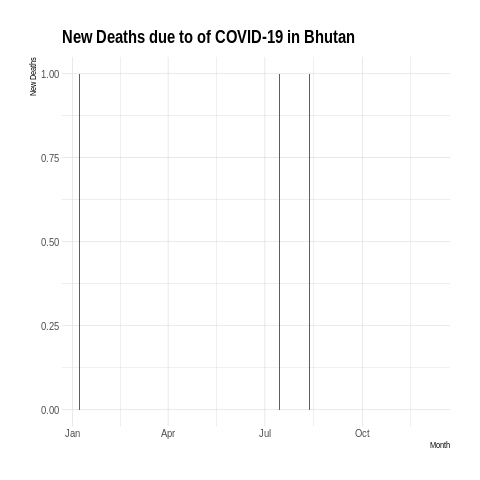 New Deaths due to of COVID-19 in Bhutan
New Deaths
1.00
0.75
0.50
0.25
0.00
Jan Apr Jul Oct
Month